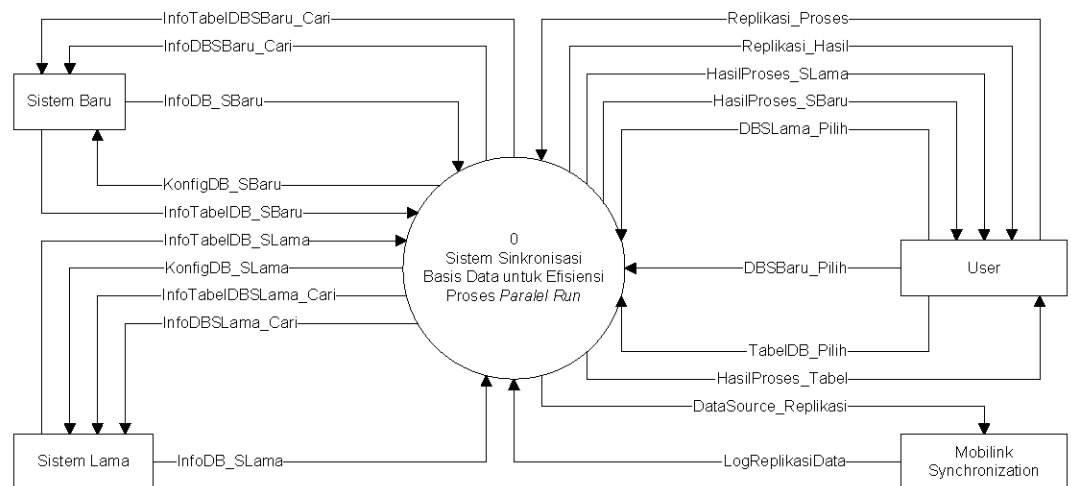 InfoTabelDBSBaru_Cari
InfoDBSBaru_Cari
Sistem Baru
InfoDB_SBaru
KonfigDB_SBaru
InfoTabelDB_SBaru
InfoTabelDB_SLama
KonfigDB_SLama
InfoTabelDBSLama_Cari
InfoDBSLama_Cari
Sistem Lama
InfoDB_SLama
0
Sistem Sinkronisasi
Basis Data untuk Efisiensi
Proses Paralel Run
Replikasi_Proses
Replikasi_Hasil
HasilProses_SLama
HasilProses_SBaru
DBSLama_Pilih
DBSBaru_Pilih
User
TabelDB_Pilih
HasilProses_Tabel
DataSource_Replikasi
LogReplikasiData
Mobilink
Synchronization